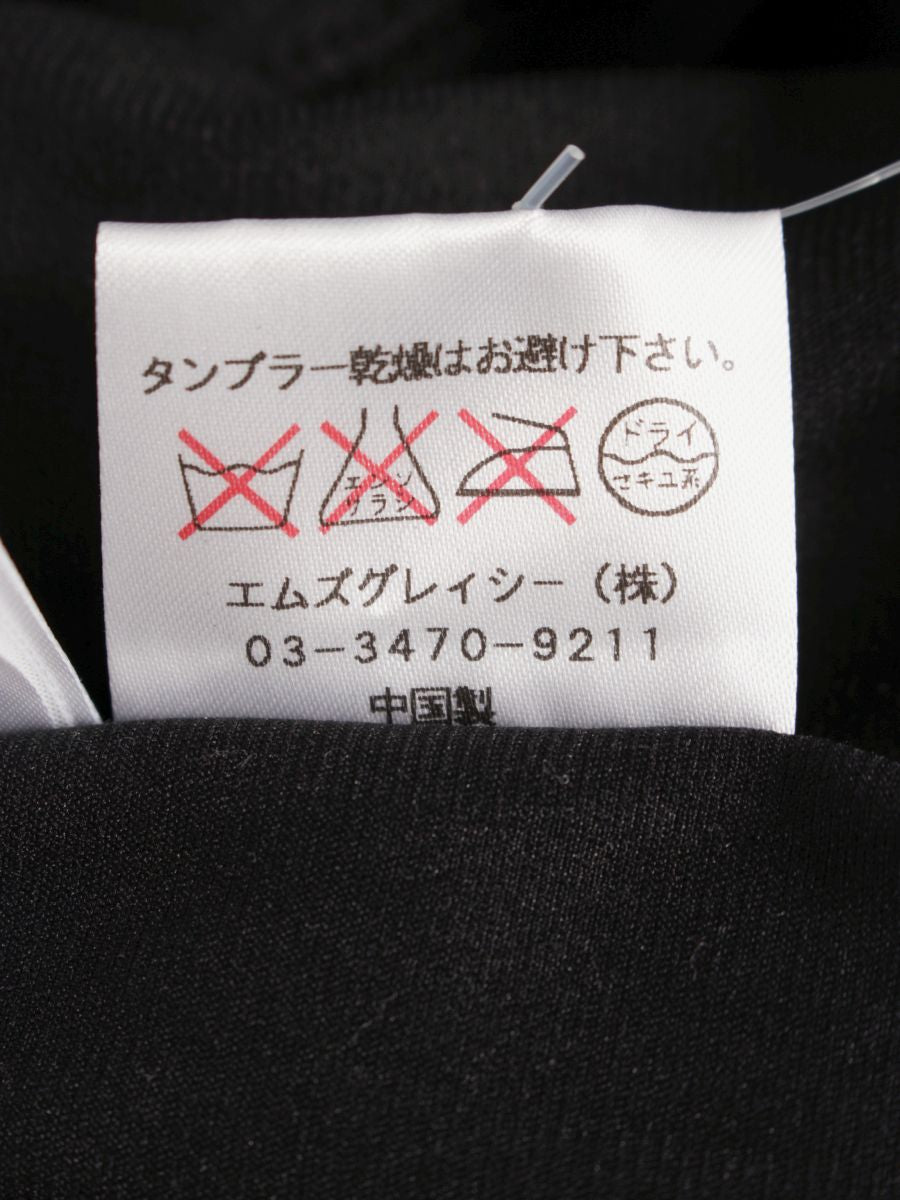 タンブラー乾燥はお避け下さい。
エンソ
ドライ
サラシ
セキユ系
エムズグレイシー（株）
03-3470-9211
中国製